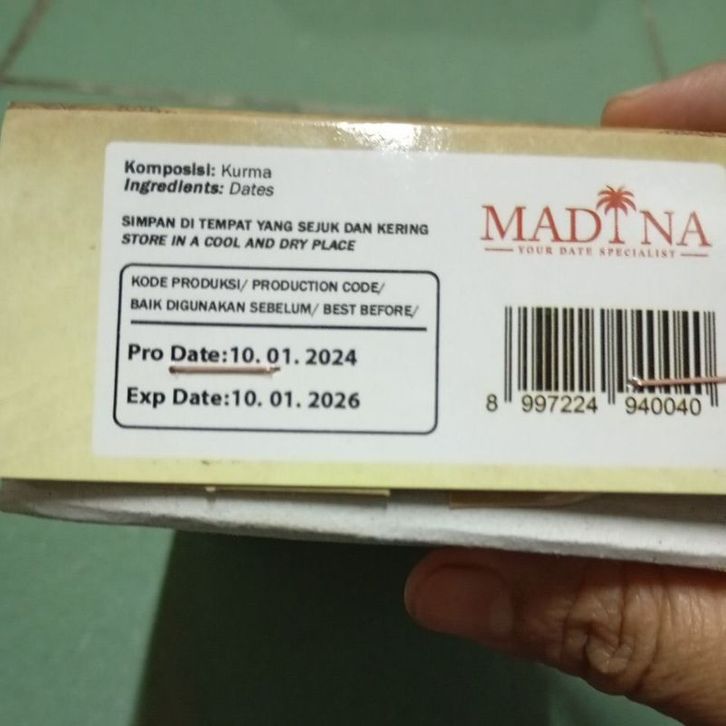 Komposisi: Kurma
Ingredients: Dates
SIMPAN DI TEMPAT YANG SEJUK DAN KERING
STORE IN A COOL AND DRY PLACE
KODE PRODUKSI/ PRODUCTION CODE/
BAIK DIGUNAKAN SEBELUM/ BEST BEFORE/
Pro Date:10. 01. 2024
Exp Date:10. 01. 2026
MADINA
YOUR DATE SPECIALIST
8 997224 940040